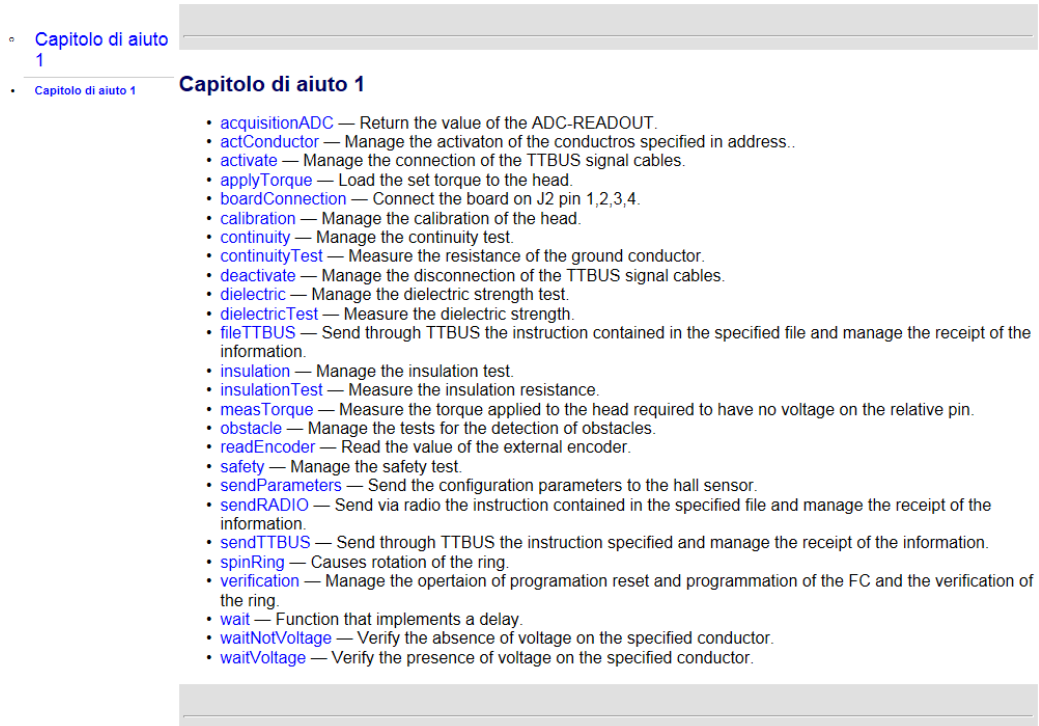 Capitolo di aiuto
1
Capitolo di aiuto 1
Capitolo di aiuto 1
• acquisitionADC — Return the value of the ADC-READOUT.
• actConductor — Manage the activaton of the conductros specified in address..
• activate — Manage the connection of the TTBUS signal cables.
• applyTorque — Load the set torque to the head.
• boardConnection — Connect the board on J2 pin 1,2,3,4.
• calibration — Manage the calibration of the head.
• continuity — Manage the continuity test.
• continuityTest — Measure the resistance of the ground conductor.
• deactivate — Manage the disconnection of the TTBUS signal cables.
• dielectric — Manage the dielectric strength test.
• dielectricTest — Measure the dielectric strength.
• fileTTBUS — Send through TTBUS the instruction contained in the specified file and manage the receipt of the
information.
• insulation — Manage the insulation test.
• insulationTest — Measure the insulation resistance.
• measTorque — Measure the torque applied to the head required to have no voltage on the relative pin.
• obstacle — Manage the tests for the detection of obstacles.
• readEncoder — Read the value of the external encoder.
• safety — Manage the safety test.
• sendParameters — Send the configuration parameters to the hall sensor.
• sendRADIO — Send via radio the instruction contained in the specified file and manage the receipt of the
information.
• sendTTBUS — Send through TTBUS the instruction specified and manage the receipt of the information.
• spinRing — Causes rotation of the ring.
• verification — Manage the opertaion of programation reset and programmation of the FC and the verification of
the ring.
• wait — Function that implements a delay.
• waitNotVoltage — Verify the absence of voltage on the specified conductor.
• waitVoltage — Verify the presence of voltage on the specified conductor.